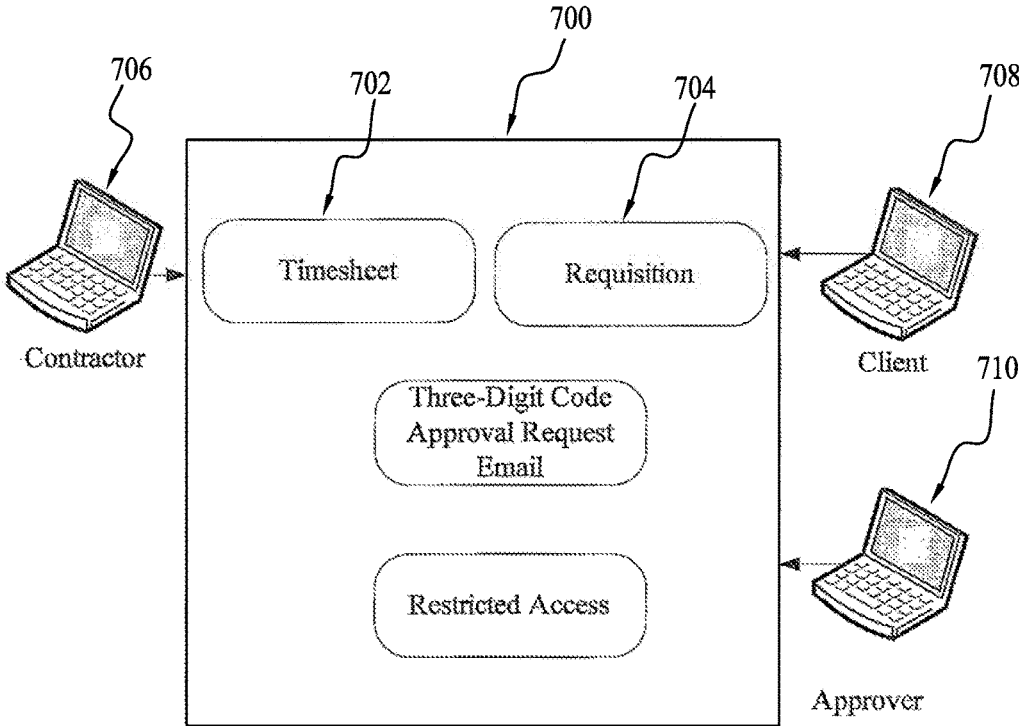 700
706
702
704
708
Timesheet
Requisition
Contractor
Client
710
Three-Digit Code
Approval Request
Email
Restricted Access
Approver